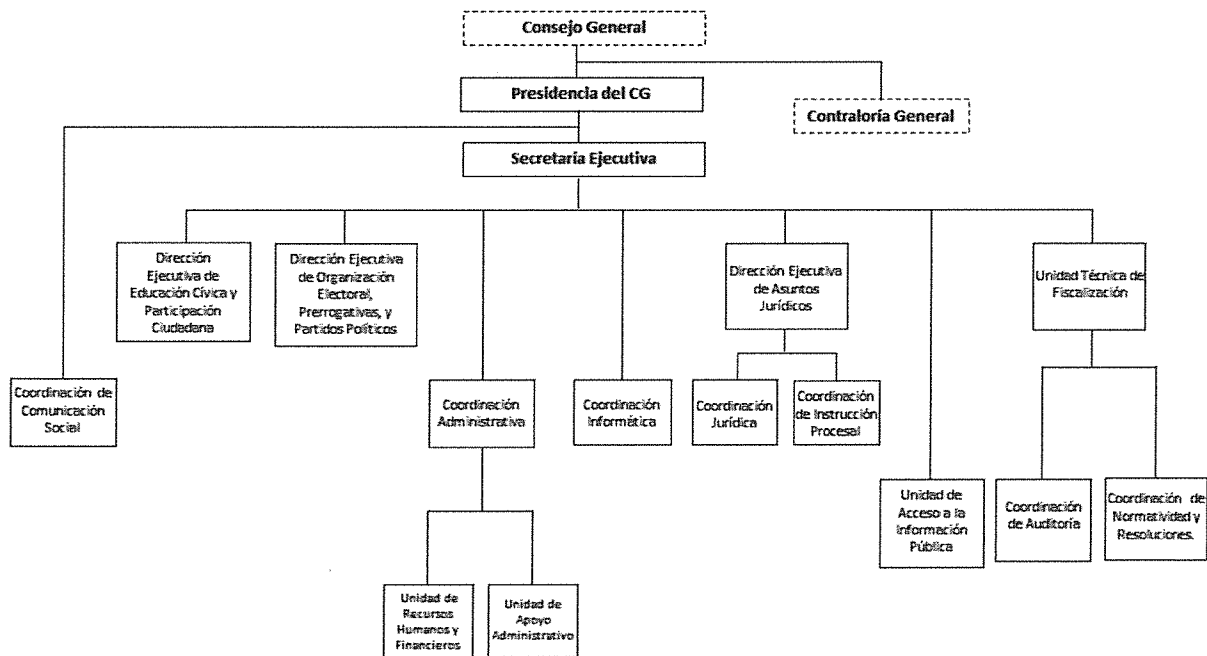 Consejo General
Presidencia del CG
Contraloría General
Secretaría Ejecutiva
Dirección
Ejecutiva de
Educación Cívica y
Participación
Ciudadana
Dirección Ejecutiva
de Organización
Electoral,
Prerrogativas, y
Partidos Políticos
Dirección Ejecutiva
de Asuntos
Jurídicos
Unidad Técnica de
Fiscalización
Coordinación de
Comunicación
Social
Coordinación
Administrativa
Coordinación
Informática
Coordinación
Jurídica
Coordinación
de Instrucción
Procesal
Unidad de
Acceso a la
Información
Pública
Coordinación
de Auditoría
Coordinación de
Normatividad y
Resoluciones.
Unidad de
Recursos
Humanos y
Financieros
Unidad de
Apoyo
Administrativo